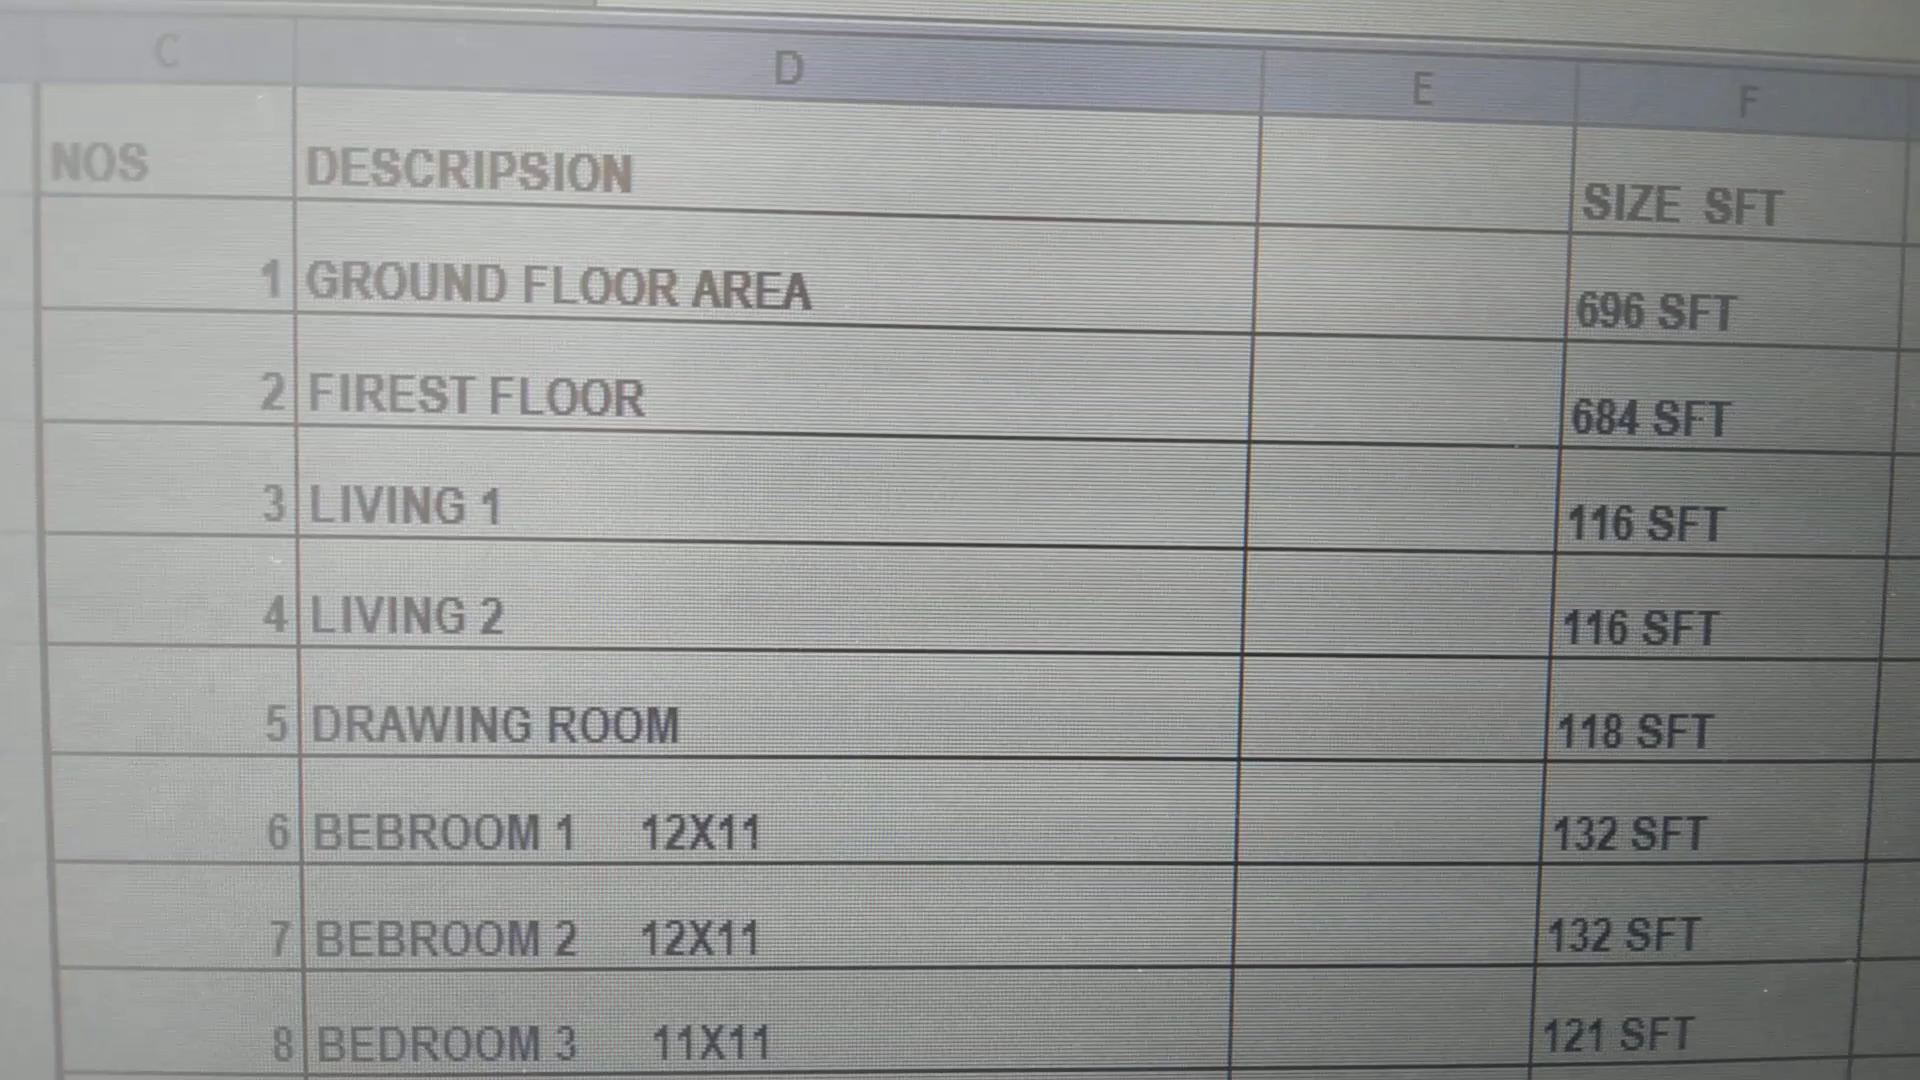 C D E F
NOS DESCRIPSION SIZE SFT
1 GROUND FLOOR AREA 696 SFT
2 FIREST FLOOR 684 SFT
3 LIVING 1 116 SFT
4 LIVING 2 116 SFT
5 DRAWING ROOM 118 SFT
6 BEBROOM 1 12X11 132 SFT
7 BEBROOM 2 12X11 132 SFT
8 BEDROOM 3 11X11 121 SFT